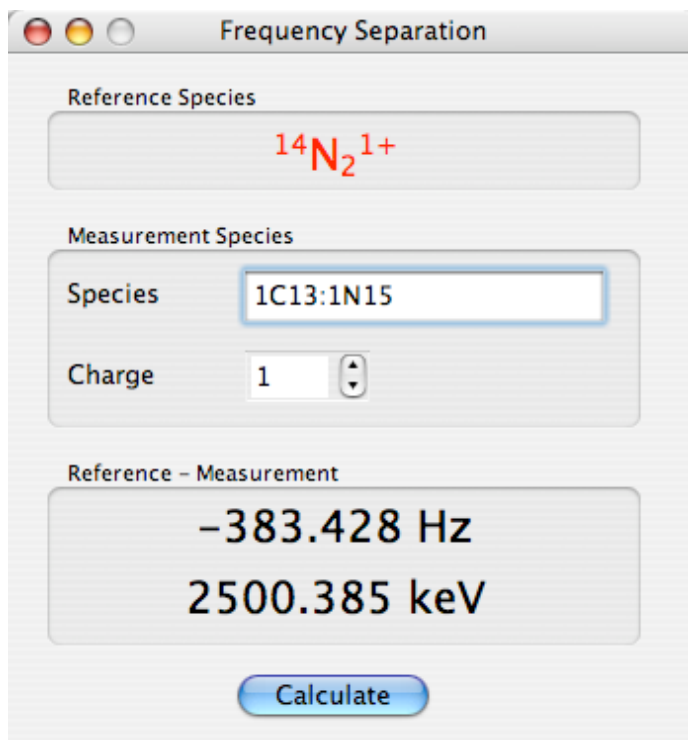 Frequency Separation
Reference Species
¹⁴N₂¹⁺
Measurement Species
Species 1C13:1N15
Charge 1
Reference – Measurement
–383.428 Hz
2500.385 keV
Calculate